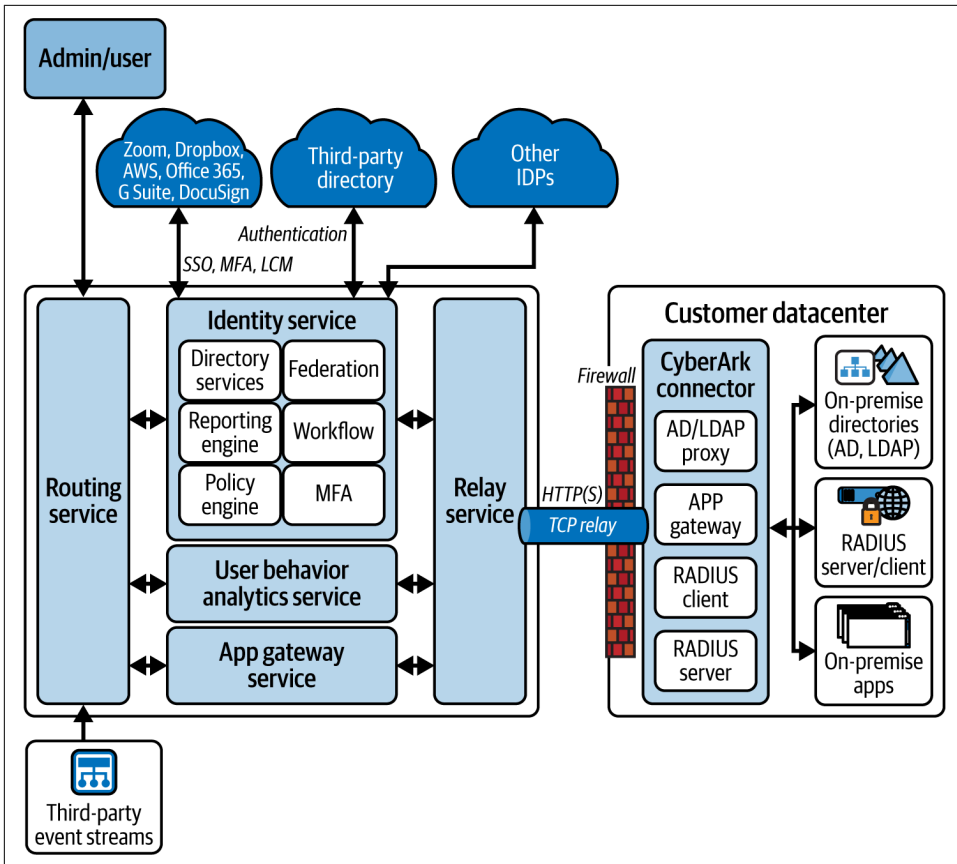 Admin/user
Zoom, Dropbox,
AWS, Office 365,
G Suite, DocuSign
Third-party
directory
Other
IDPs
Authentication
SSO, MFA, LCM
Routing
service
Identity service
Directory
services
Federation
Reporting
engine
Workflow
Policy
engine
MFA
User behavior
analytics service
App gateway
service
Relay
service
HTTP(S)
TCP relay
Firewall
Customer datacenter
CyberArk
connector
AD/LDAP
proxy
APP
gateway
RADIUS
client
RADIUS
server
On-premise
directories
(AD, LDAP)
RADIUS
server/client
On-premise
apps
Third-party
event streams